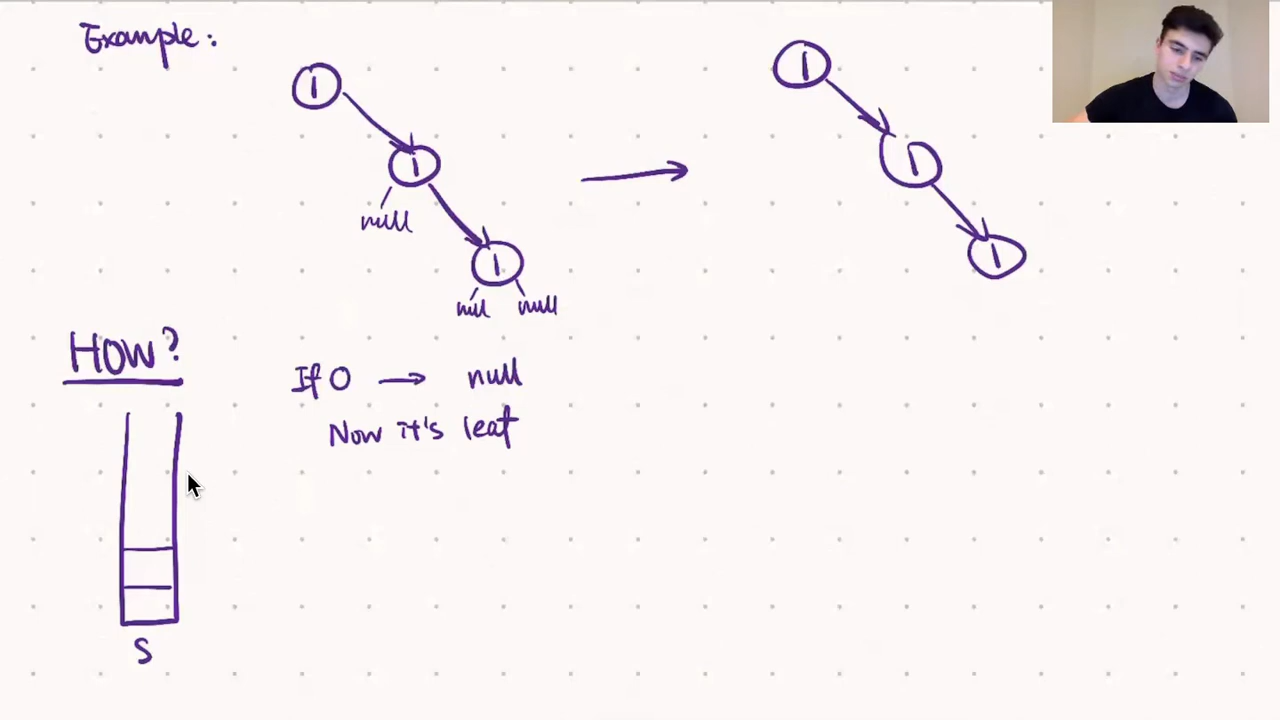 Example:
1
1
1
1
null
1
1
null
null
HOW?
If 0 → null
Now it's leaf
S